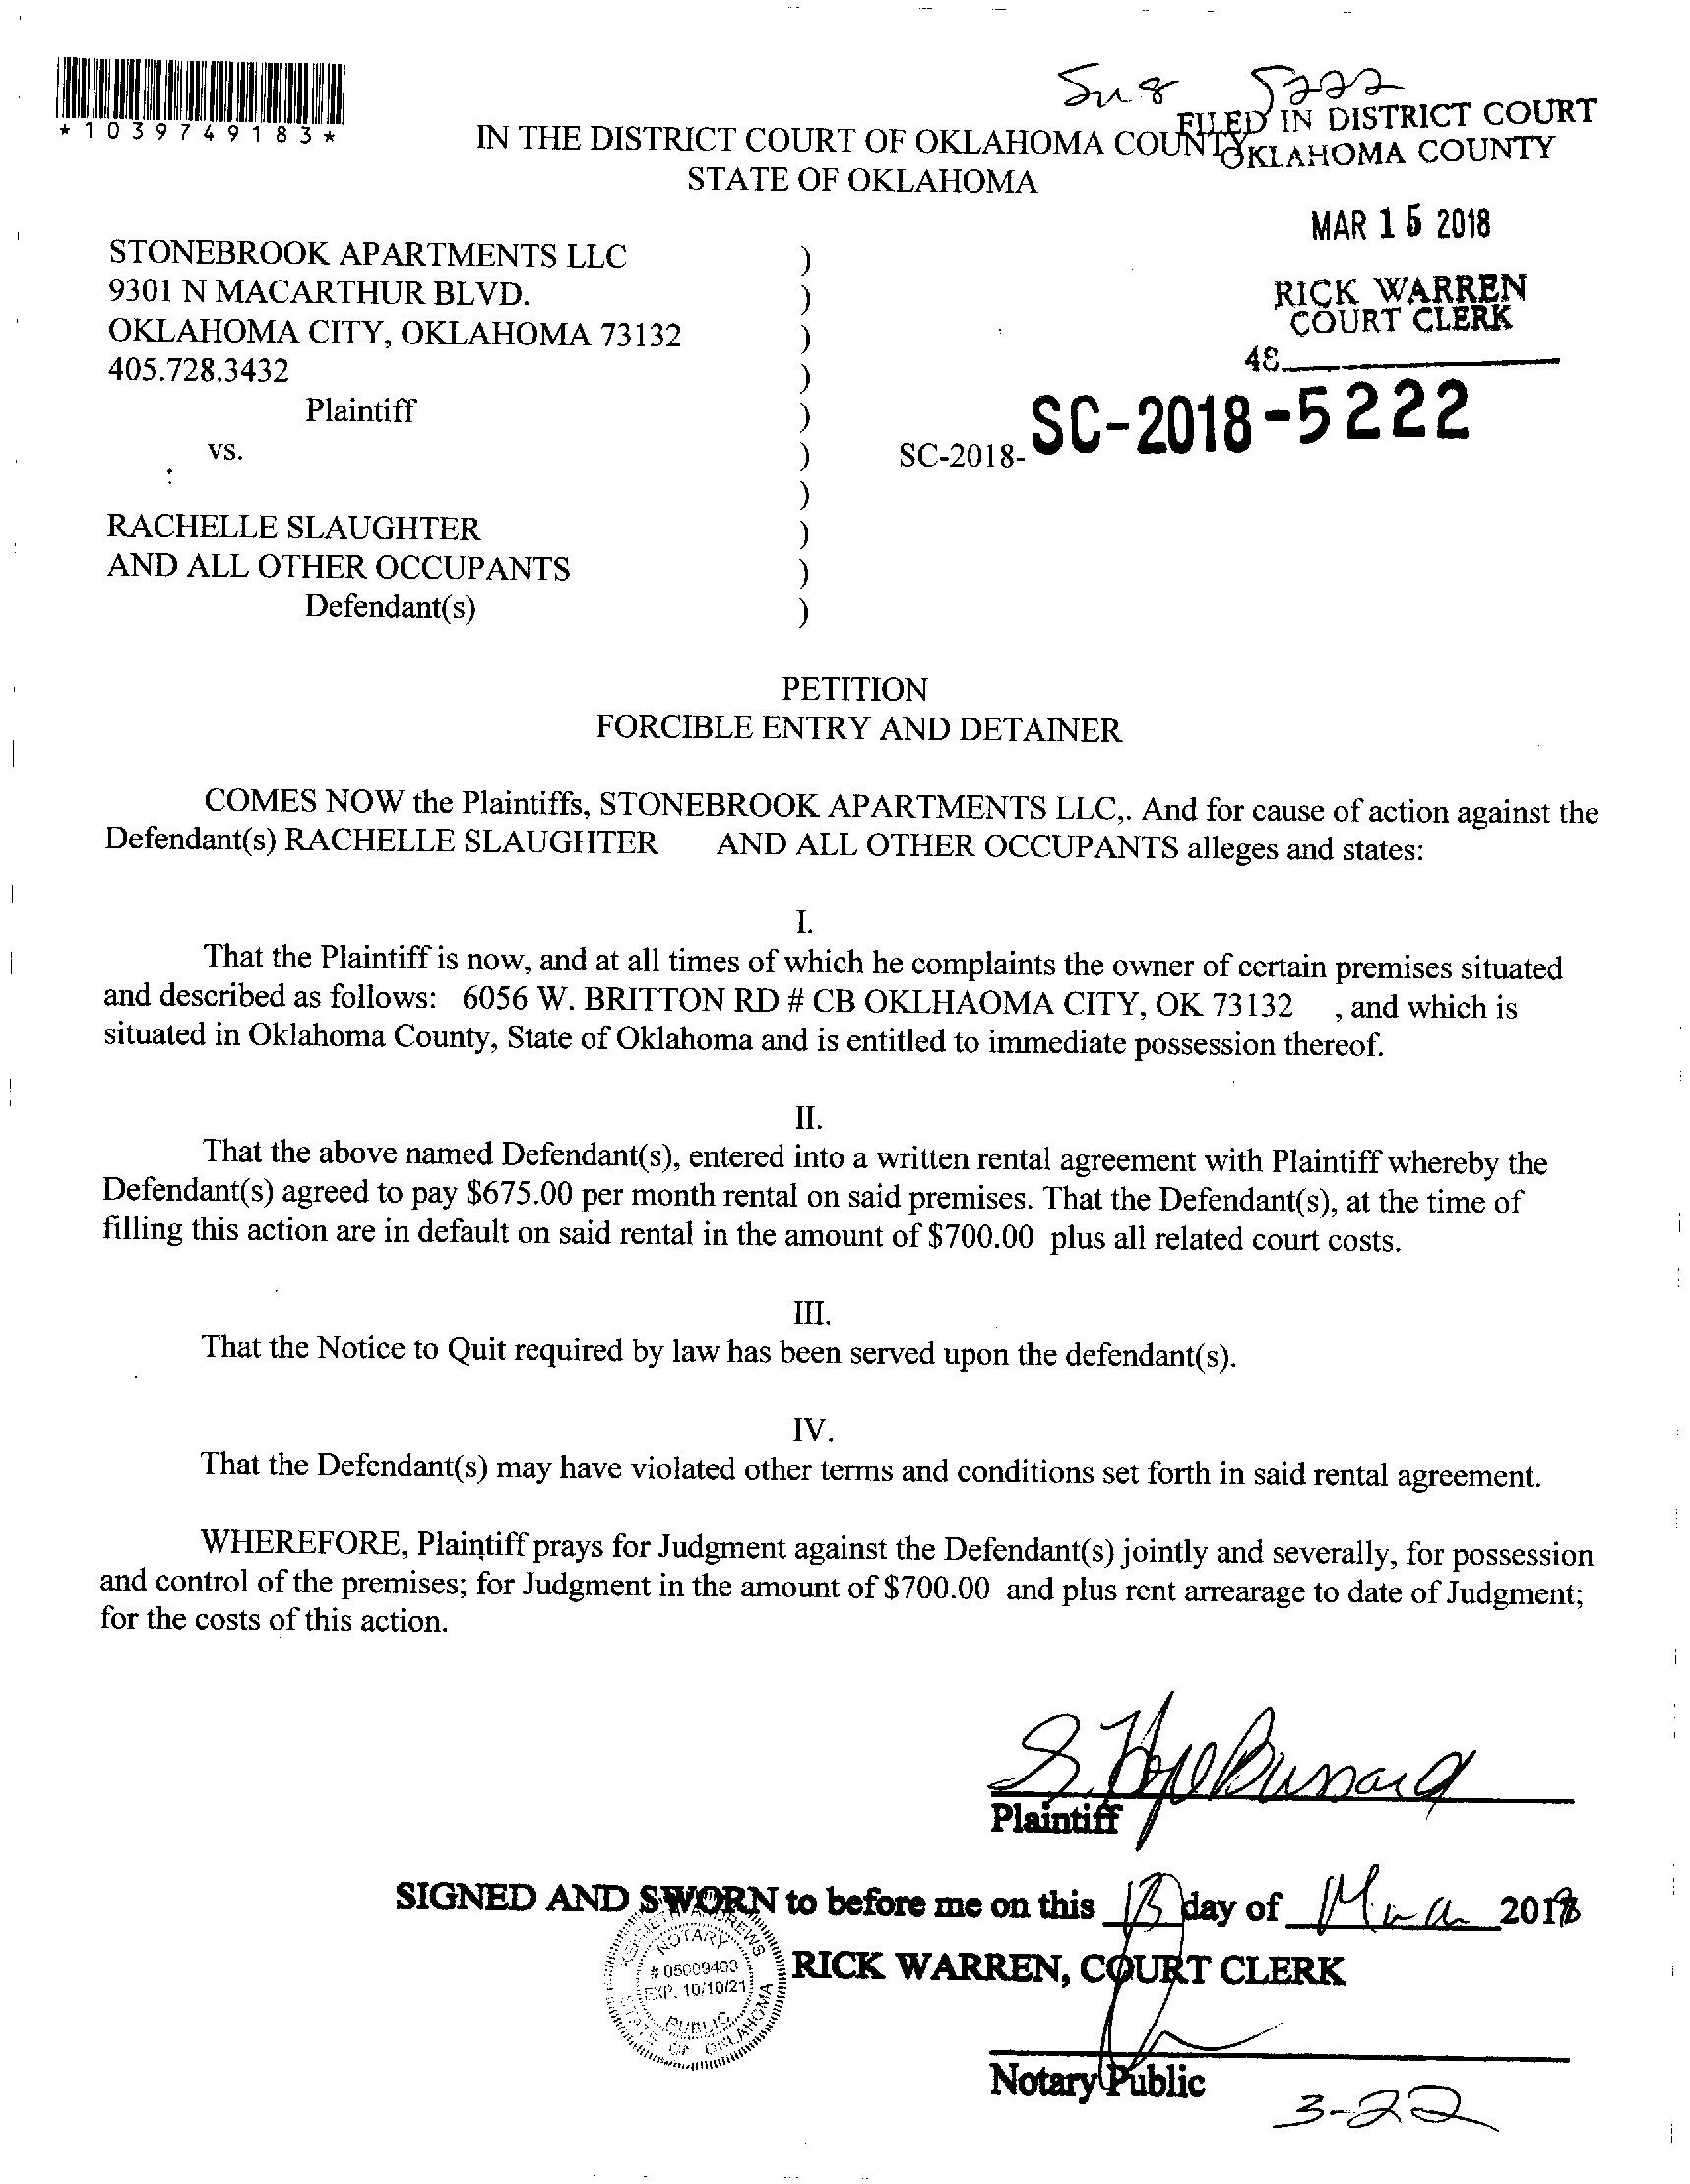 *1039749183*
5222
FILED IN DISTRICT COURT
OKLAHOMA COUNTY
IN THE DISTRICT COURT OF OKLAHOMA COUNTY
STATE OF OKLAHOMA
MAR 15 2018
RICK WARREN
COURT CLERK
48
STONEBROOK APARTMENTS LLC )
9301 N MACARTHUR BLVD. )
OKLAHOMA CITY, OKLAHOMA 73132 )
405.728.3432 )
Plaintiff )
vs. ) SC-2018- SC-2018-5222
)
RACHELLE SLAUGHTER )
AND ALL OTHER OCCUPANTS )
Defendant(s) )
PETITION
FORCIBLE ENTRY AND DETAINER
COMES NOW the Plaintiffs, STONEBROOK APARTMENTS LLC,. And for cause of action against the
Defendant(s) RACHELLE SLAUGHTER AND ALL OTHER OCCUPANTS alleges and states:
I.
That the Plaintiff is now, and at all times of which he complaints the owner of certain premises situated
and described as follows: 6056 W. BRITTON RD # CB OKLHAOMA CITY, OK 73132 , and which is
situated in Oklahoma County, State of Oklahoma and is entitled to immediate possession thereof.
II.
That the above named Defendant(s), entered into a written rental agreement with Plaintiff whereby the
Defendant(s) agreed to pay $675.00 per month rental on said premises. That the Defendant(s), at the time of
filling this action are in default on said rental in the amount of $700.00 plus all related court costs.
III.
That the Notice to Quit required by law has been served upon the defendant(s).
IV.
That the Defendant(s) may have violated other terms and conditions set forth in said rental agreement.
WHEREFORE, Plaintiff prays for Judgment against the Defendant(s) jointly and severally, for possession
and control of the premises; for Judgment in the amount of $700.00 and plus rent arrearage to date of Judgment;
for the costs of this action.
S. Hope Bussard
Plaintiff
SIGNED AND SWORN to before me on this day of 2018
NOTARY
# 05009403
EXP. 10/10/21
PUBLIC
STATE OF OKLAHOMA
RICK WARREN, COURT CLERK
Notary Public
3-22